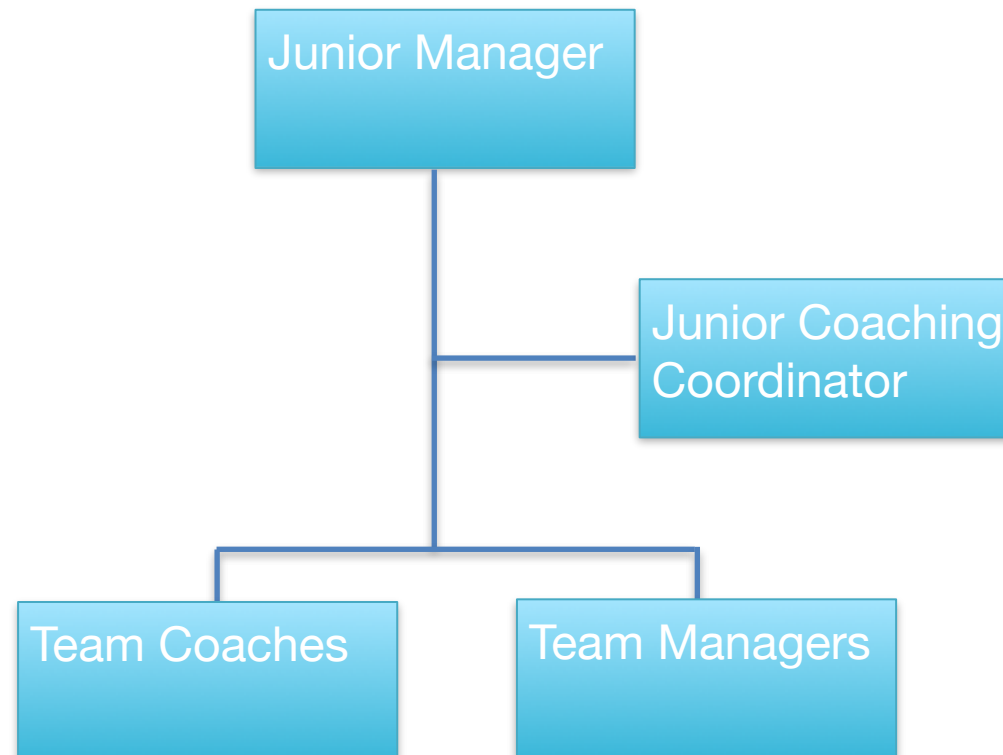 Junior Manager
Junior Coaching
Coordinator
Team Coaches
Team Managers